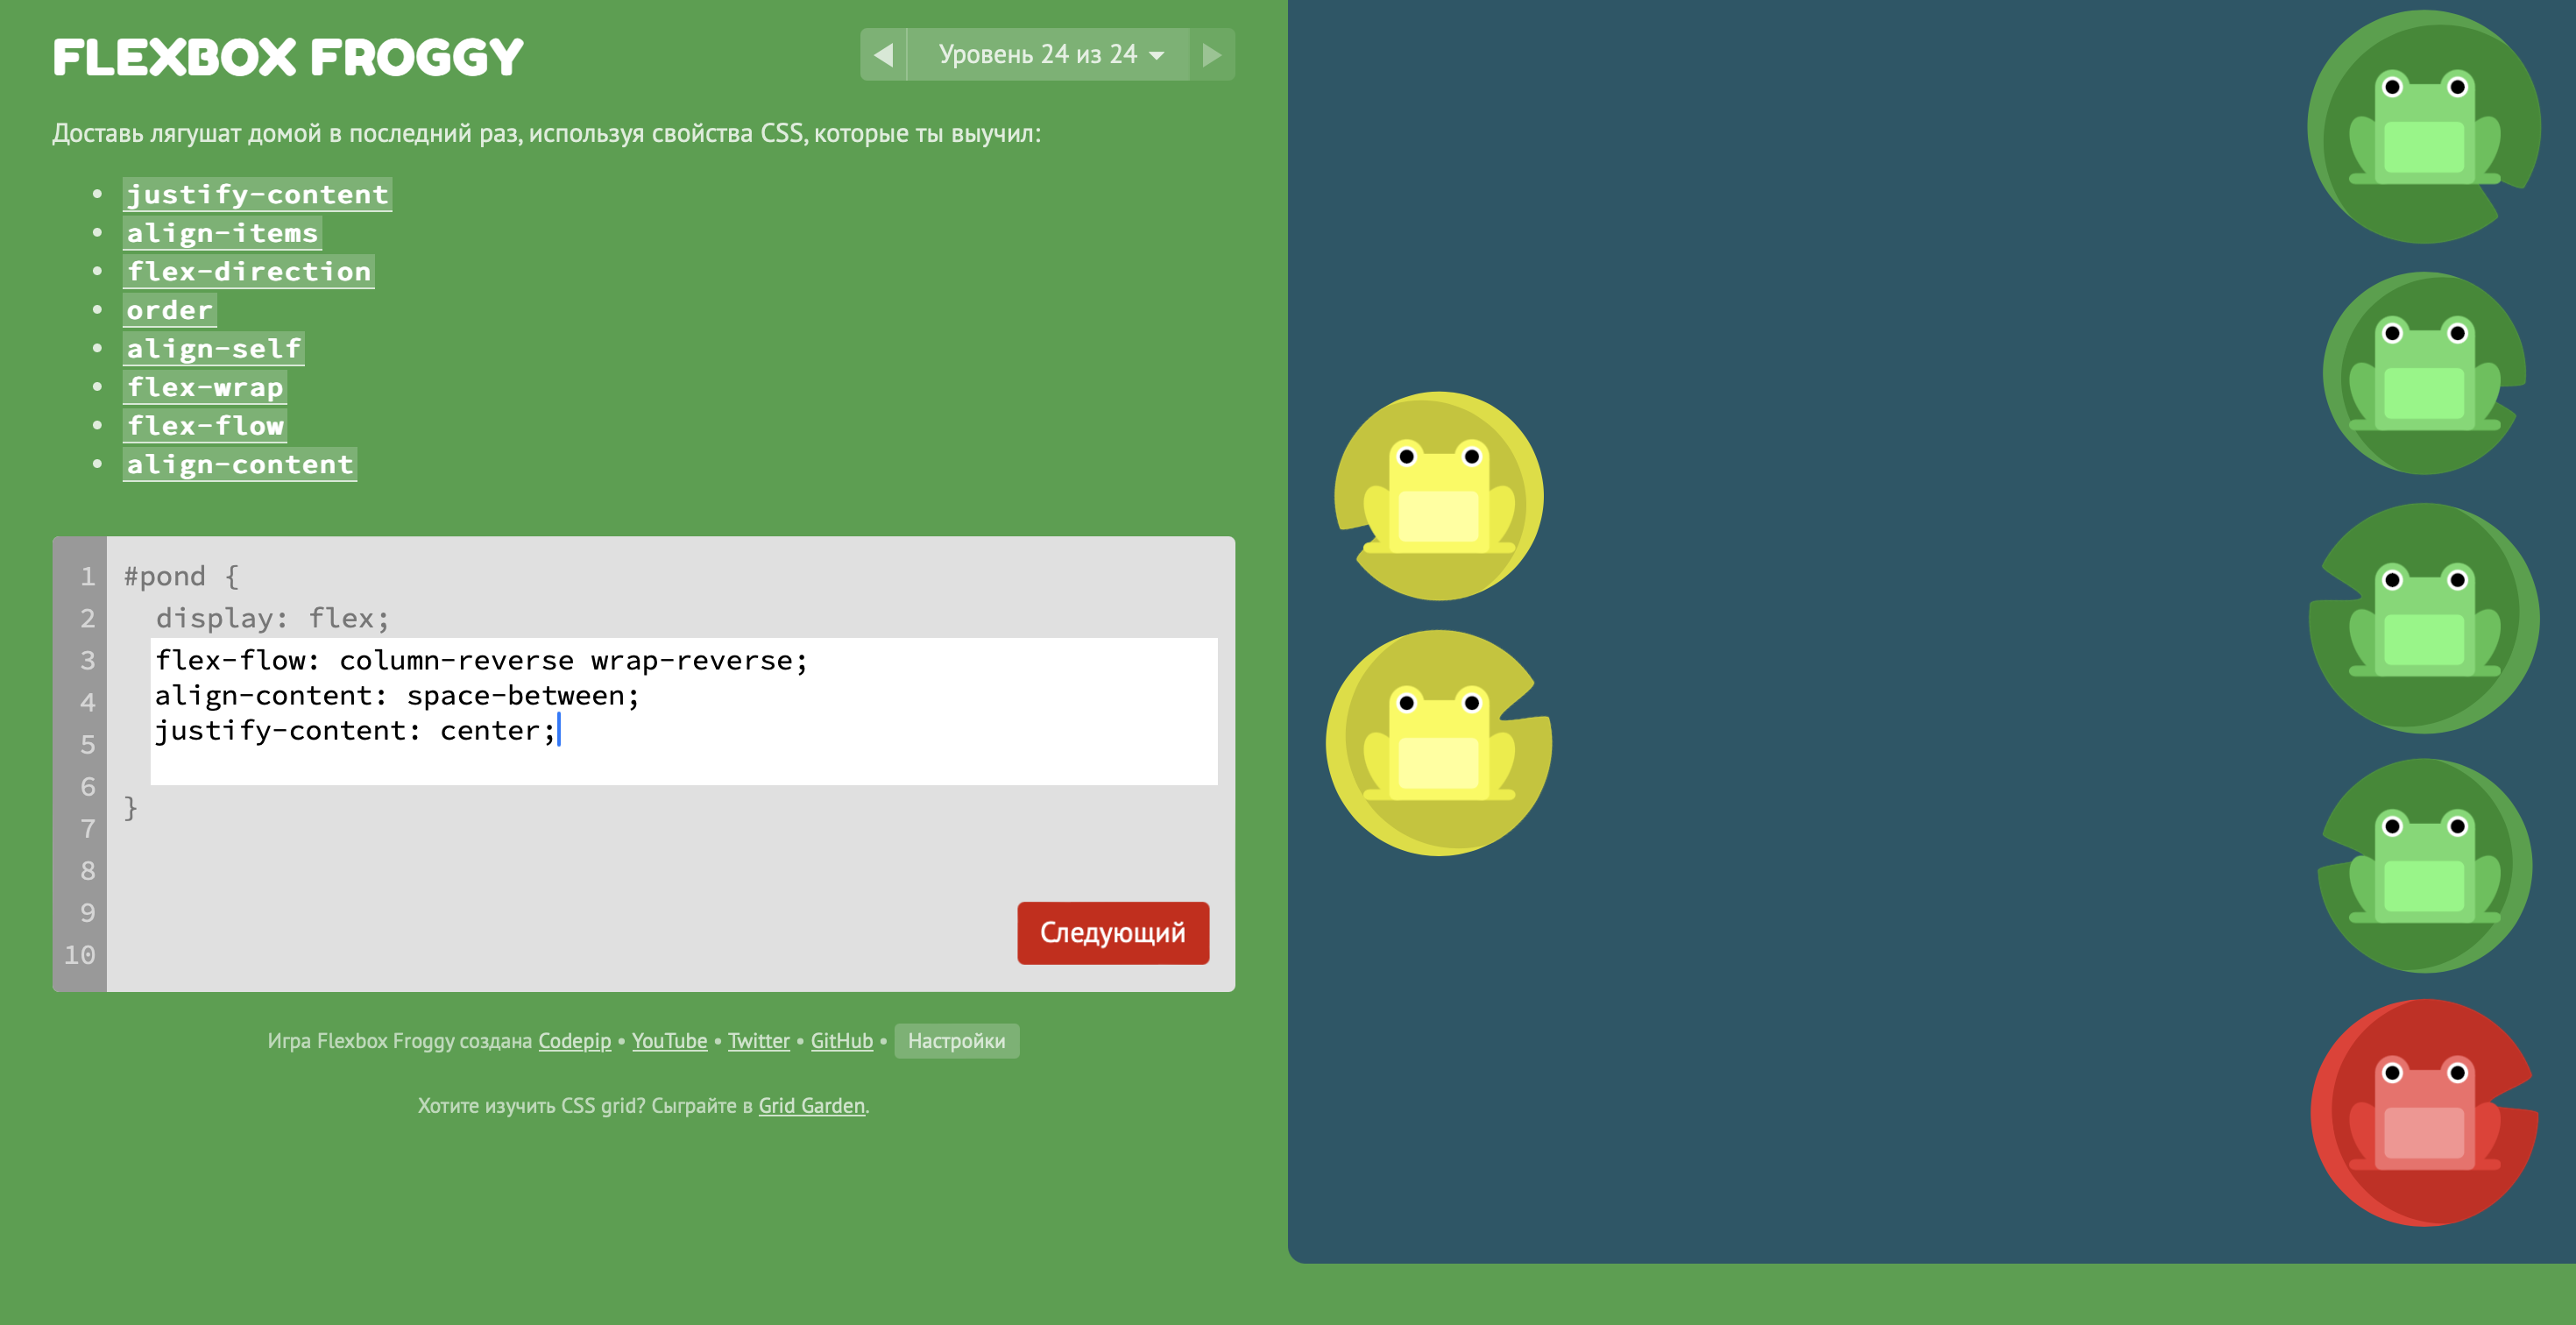 FLEXBOX FROGGY
Уровень 24 из 24
Доставь лягушат домой в последний раз, используя свойства CSS, которые ты выучил:
• justify-content
• align-items
• flex-direction
• order
• align-self
• flex-wrap
• flex-flow
• align-content
1 #pond {
2 display: flex;
3 flex-flow: column-reverse wrap-reverse;
4 align-content: space-between;
5 justify-content: center;
6 }
7
8
9
10
Следующий
Игра Flexbox Froggy создана Codepip • YouTube • Twitter • GitHub • Настройки
Хотите изучить CSS grid? Сыграйте в Grid Garden.